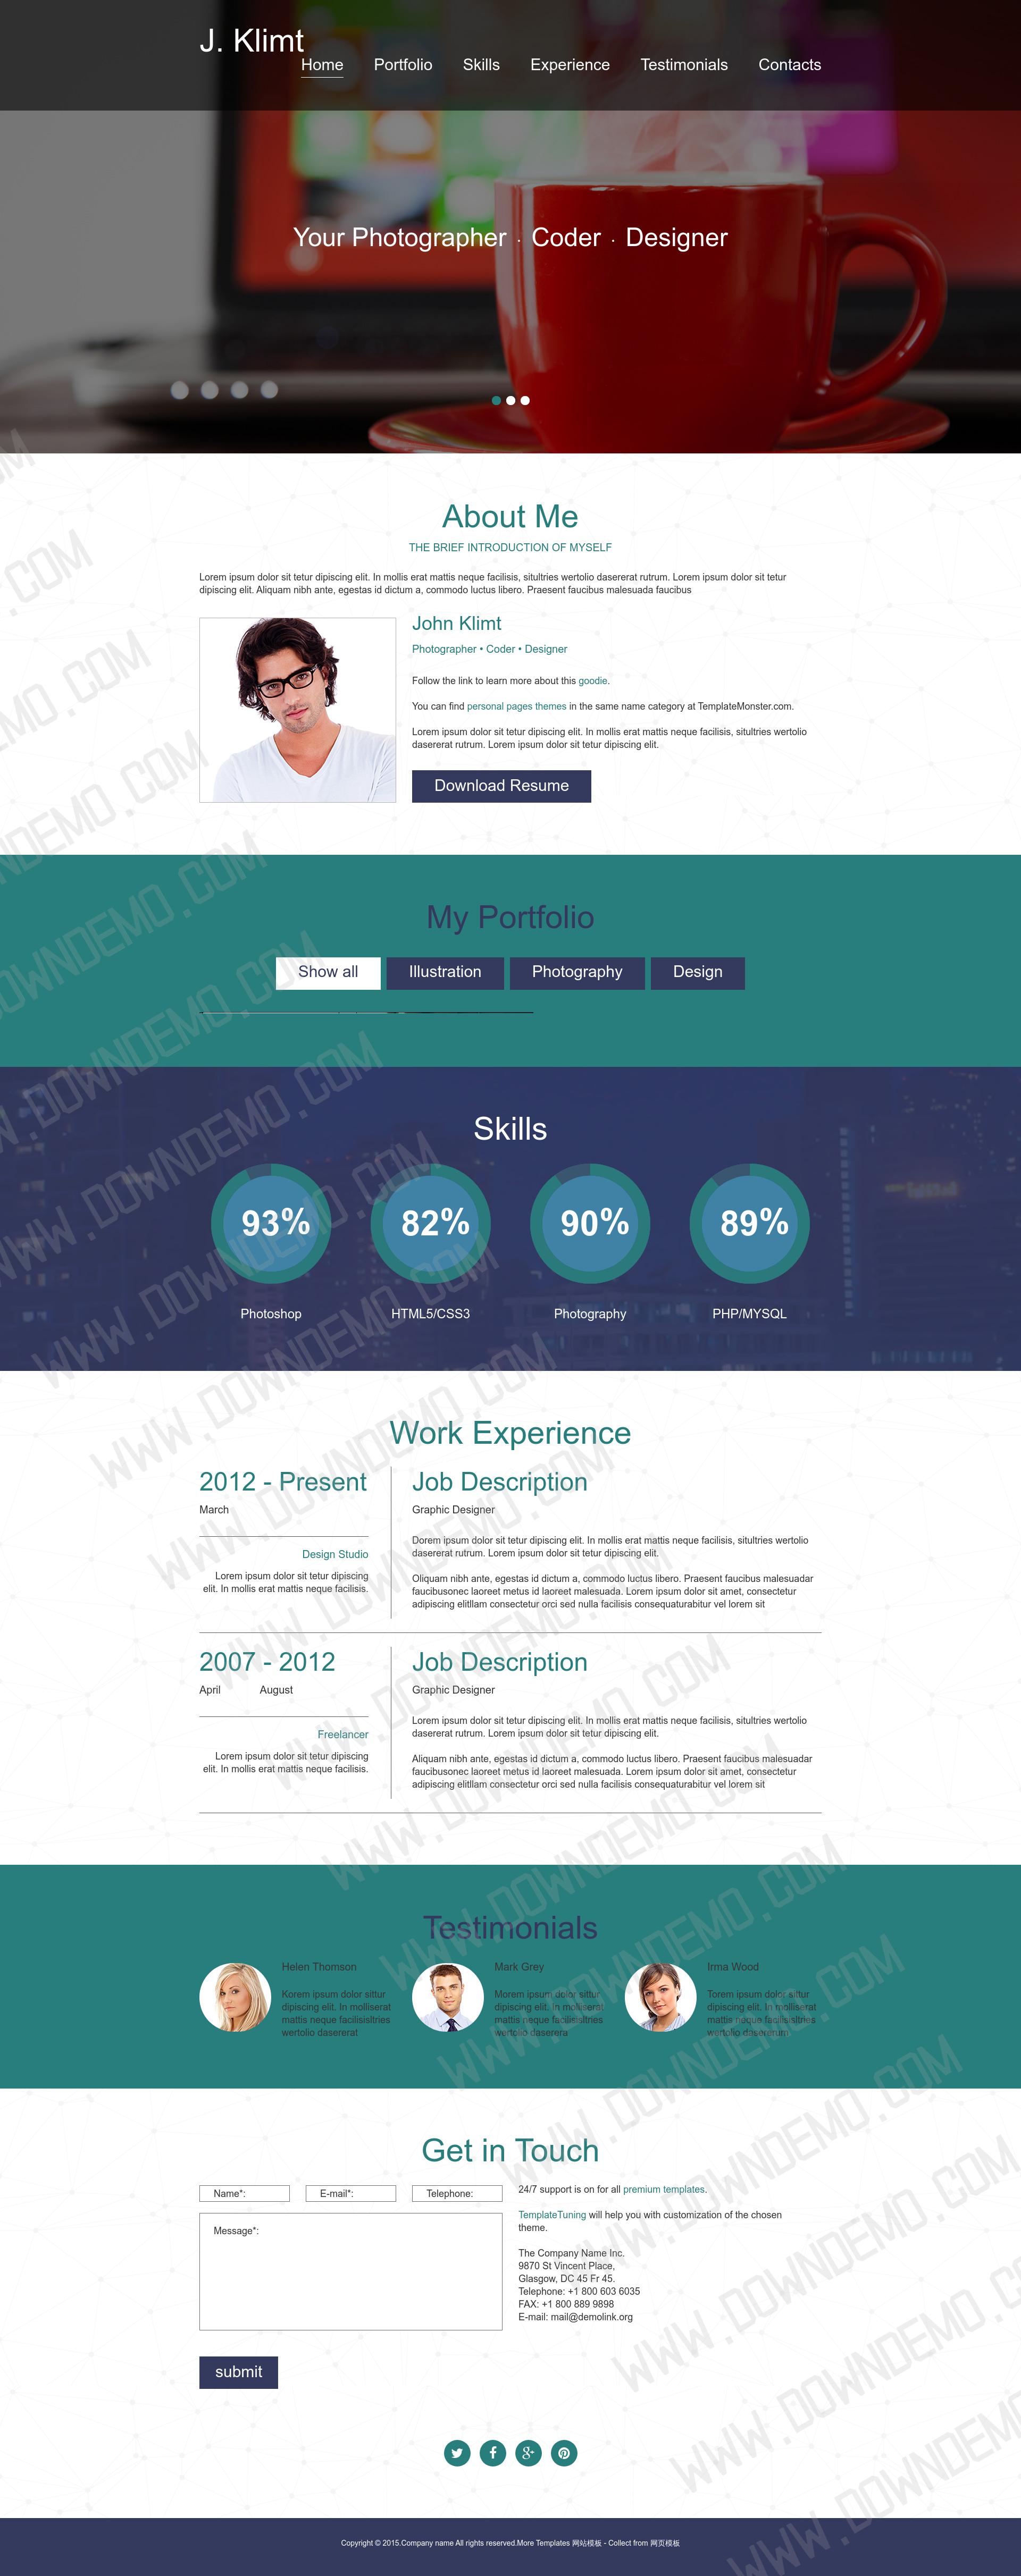 J. Klimt
Home Portfolio Skills Experience Testimonials Contacts
Your Photographer · Coder · Designer
About Me
THE BRIEF INTRODUCTION OF MYSELF
Lorem ipsum dolor sit tetur dipiscing elit. In mollis erat mattis neque facilisis, situltries wertolio dasererat rutrum. Lorem ipsum dolor sit tetur
dipiscing elit. Aliquam nibh ante, egestas id dictum a, commodo luctus libero. Praesent faucibus malesuada faucibus
John Klimt
Photographer • Coder • Designer
Follow the link to learn more about this goodie.
You can find personal pages themes in the same name category at TemplateMonster.com.
Lorem ipsum dolor sit tetur dipiscing elit. In mollis erat mattis neque facilisis, situltries wertolio
dasererat rutrum. Lorem ipsum dolor sit tetur dipiscing elit.
Download Resume
My Portfolio
Show all Illustration Photography Design
Skills
93% 82% 90% 89%
Photoshop HTML5/CSS3 Photography PHP/MYSQL
Work Experience
2012 - Present
March
Design Studio
Lorem ipsum dolor sit tetur dipiscing
elit. In mollis erat mattis neque facilisis.
Job Description
Graphic Designer
Dorem ipsum dolor sit tetur dipiscing elit. In mollis erat mattis neque facilisis, situltries wertolio
dasererat rutrum. Lorem ipsum dolor sit tetur dipiscing elit.
Oliquam nibh ante, egestas id dictum a, commodo luctus libero. Praesent faucibus malesuadar
faucibusonec laoreet metus id laoreet malesuada. Lorem ipsum dolor sit amet, consectetur
adipiscing elitllam consectetur orci sed nulla facilisis consequaturabitur vel lorem sit
2007 - 2012
April August
Freelancer
Lorem ipsum dolor sit tetur dipiscing
elit. In mollis erat mattis neque facilisis.
Job Description
Graphic Designer
Lorem ipsum dolor sit tetur dipiscing elit. In mollis erat mattis neque facilisis, situltries wertolio
dasererat rutrum. Lorem ipsum dolor sit tetur dipiscing elit.
Aliquam nibh ante, egestas id dictum a, commodo luctus libero. Praesent faucibus malesuadar
faucibusonec laoreet metus id laoreet malesuada. Lorem ipsum dolor sit amet, consectetur
adipiscing elitllam consectetur orci sed nulla facilisis consequaturabitur vel lorem sit
Testimonials
Helen Thomson
Korem ipsum dolor sittur
dipiscing elit. In molliserat
mattis neque facilisisltries
wertolio dasererat
Mark Grey
Morem ipsum dolor sittur
dipiscing elit. In molliserat
mattis neque facilisisltries
wertolio daserera
Irma Wood
Torem ipsum dolor sittur
dipiscing elit. In molliserat
mattis neque facilisisltries
wertolio dasererum
Get in Touch
Name*: E-mail*: Telephone:
Message*:
submit
24/7 support is on for all premium templates.
TemplateTuning will help you with customization of the chosen
theme.
The Company Name Inc.
9870 St Vincent Place,
Glasgow, DC 45 Fr 45.
Telephone: +1 800 603 6035
FAX: +1 800 889 9898
E-mail: mail@demolink.org
Copyright © 2015.Company name All rights reserved.More Templates 网站模板 - Collect from 网页模板
WWW.DOWNDEMO.COM